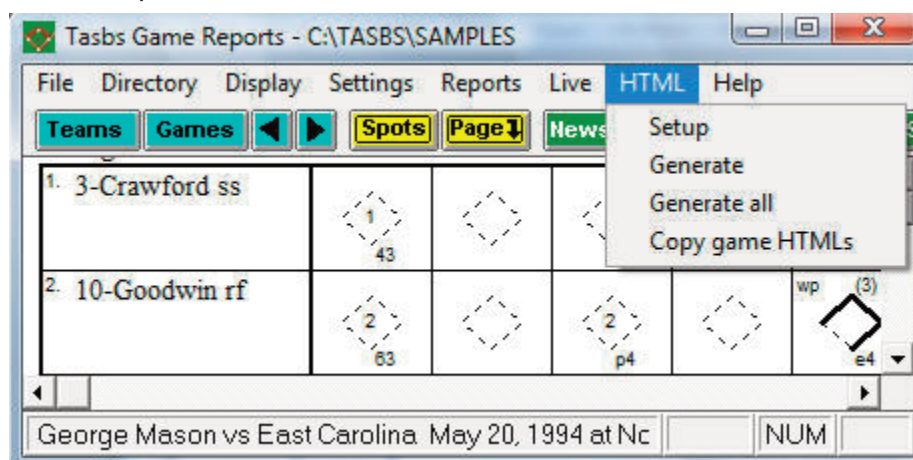 Tasbs Game Reports - C:\TASBS\SAMPLES
File Directory Display Settings Reports Live HTML Help
Teams Games Spots Page News
Setup
Generate
Generate all
Copy game HTMLs
1. 3-Crawford ss
1
43
2. 10-Goodwin rf
2
63
2
p4
wp (3)
e4
George Mason vs East Carolina May 20, 1994 at Nc
NUM